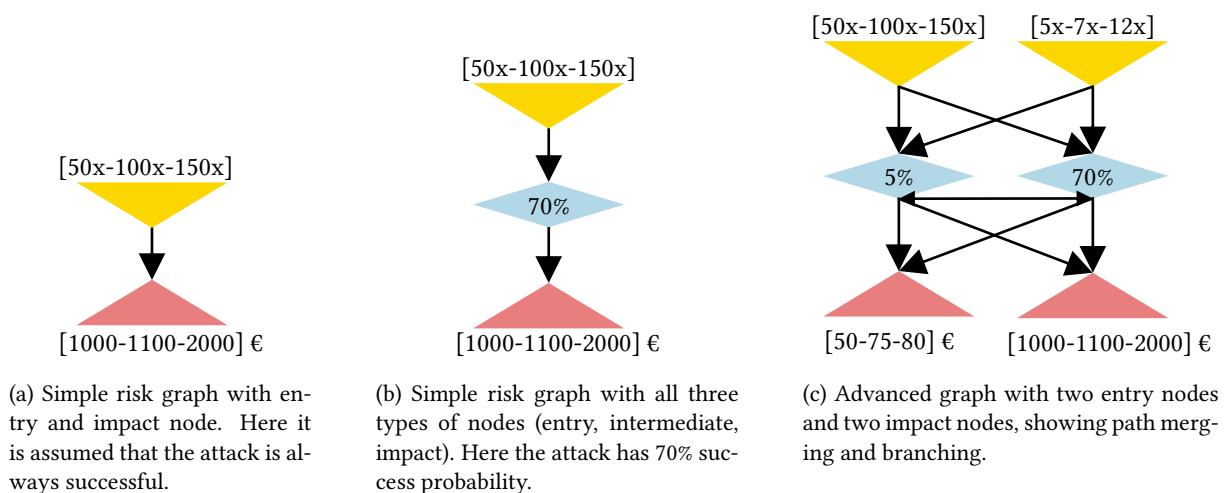 [50x-100x-150x]
[1000-1100-2000] €
(a) Simple risk graph with en-
try and impact node. Here it
is assumed that the attack is al-
ways successful.
[50x-100x-150x]
70%
[1000-1100-2000] €
(b) Simple risk graph with all three
types of nodes (entry, intermediate,
impact). Here the attack has 70% suc-
cess probability.
[50x-100x-150x] [5x-7x-12x]
5% 70%
[50-75-80] € [1000-1100-2000] €
(c) Advanced graph with two entry nodes
and two impact nodes, showing path merg-
ing and branching.